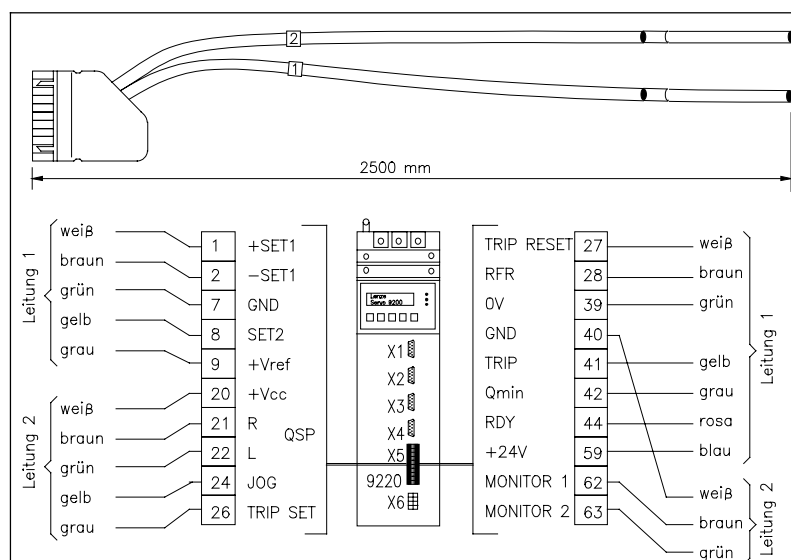 2
1
2500 mm
Leitung 1
weiß 1 +SET1
braun 2 -SET1
grün 7 GND
gelb 8 SET2
grau 9 +Vref
Leitung 2
weiß 20 +Vcc
braun 21 R
QSP
grün 22 L
gelb 24 JOG
grau 26 TRIP SET
Lenze
Servo 9200
X1
X2
X3
X4
X5
9220
X6
TRIP RESET 27 weiß
RFR 28 braun
0V 39 grün
GND 40
TRIP 41 gelb
Qmin 42 grau
RDY 44 rosa
+24V 59 blau
Leitung 1
MONITOR 1 62
MONITOR 2 63
weiß
braun
grün
Leitung 2